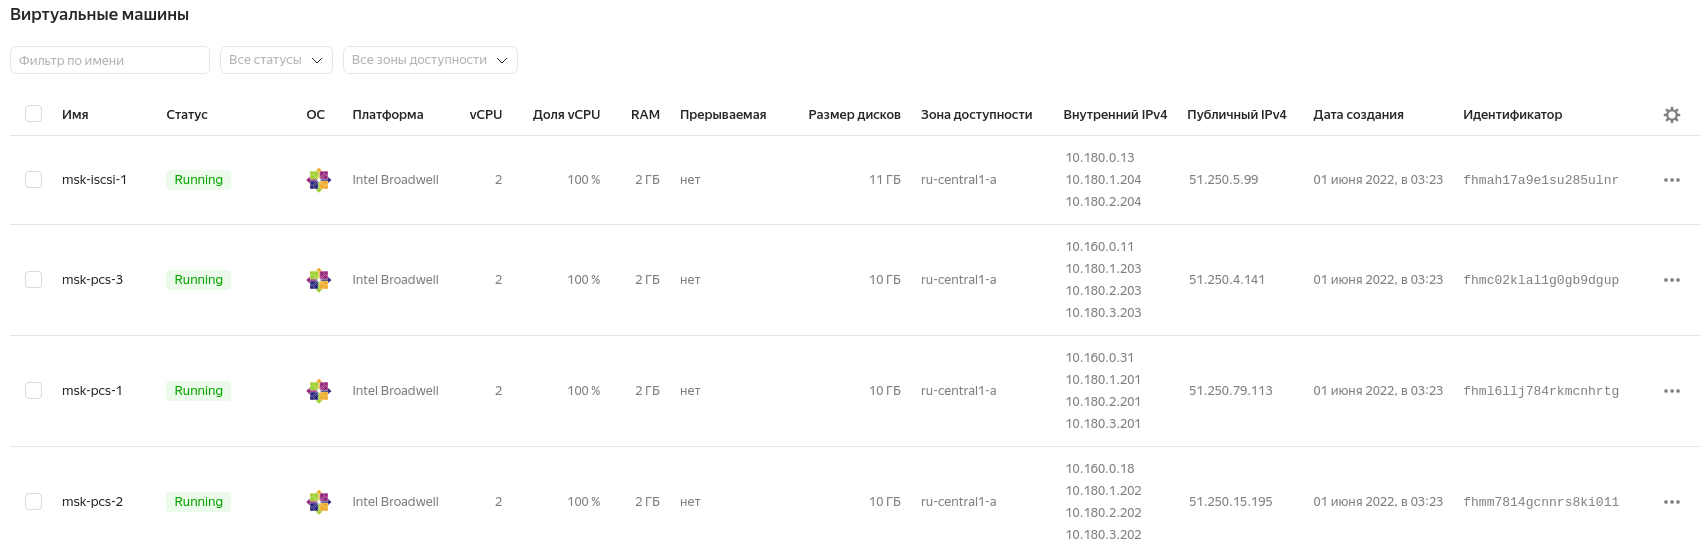 Виртуальные машины
Фильтр по имени Все статусы Все зоны доступности
Имя Статус ОС Платформа vCPU Доля vCPU RAM Прерываемая Размер дисков Зона доступности Внутренний IPv4 Публичный IPv4 Дата создания Идентификатор
10.180.0.13
msk-iscsi-1 Running Intel Broadwell 2 100 % 2 ГБ нет 11 ГБ ru-central1-a 10.180.1.204 51.250.5.99 01 июня 2022, в 03:23 fhmah17a9e1su285ulnr
10.180.2.204
10.160.0.11
10.180.1.203
msk-pcs-3 Running Intel Broadwell 2 100 % 2 ГБ нет 10 ГБ ru-central1-a 51.250.4.141 01 июня 2022, в 03:23 fhmc02klal1g0gb9dgup
10.180.2.203
10.180.3.203
10.160.0.31
10.180.1.201
msk-pcs-1 Running Intel Broadwell 2 100 % 2 ГБ нет 10 ГБ ru-central1-a 51.250.79.113 01 июня 2022, в 03:23 fhml6llj784rkmcnhrtg
10.180.2.201
10.180.3.201
10.160.0.18
10.180.1.202
msk-pcs-2 Running Intel Broadwell 2 100 % 2 ГБ нет 10 ГБ ru-central1-a 51.250.15.195 01 июня 2022, в 03:23 fhmm7814gcnnrs8ki011
10.180.2.202
10.180.3.202